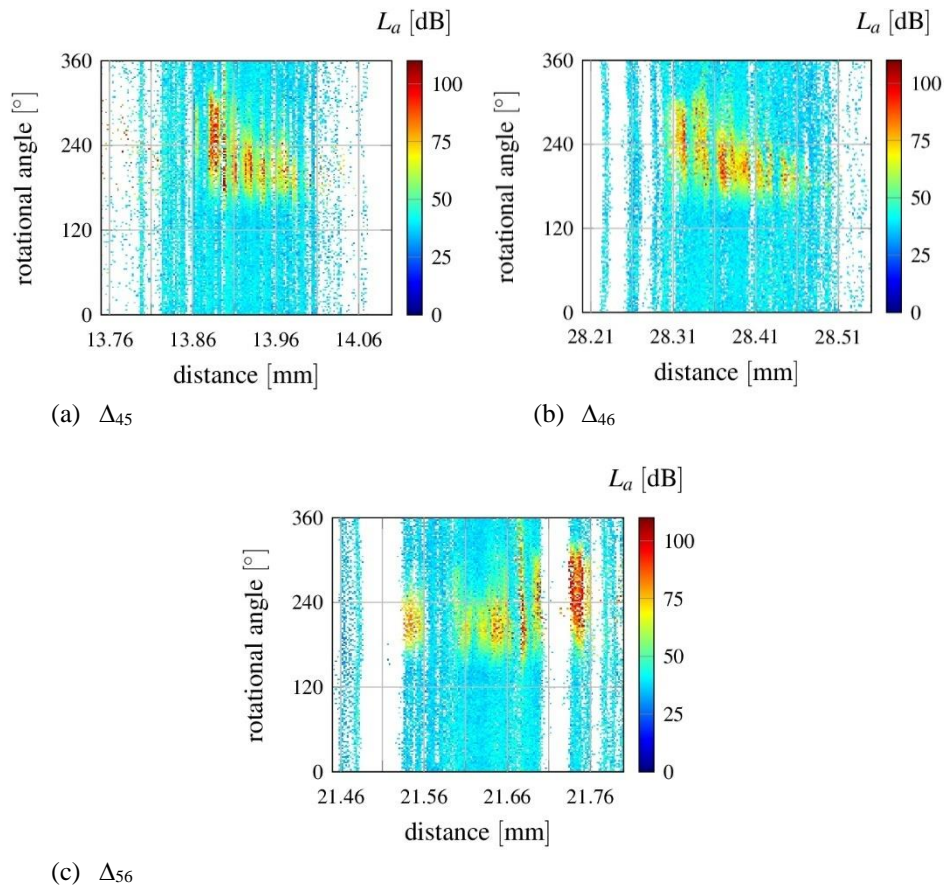 Lₐ [dB]
Lₐ [dB]
rotational angle [°]
360
240
120
0
13.76 13.86 13.96 14.06
distance [mm]
100
75
50
25
0
rotational angle [°]
360
240
120
0
28.21 28.31 28.41 28.51
distance [mm]
100
75
50
25
0
(a) Δ₄₅
(b) Δ₄₆
Lₐ [dB]
rotational angle [°]
360
240
120
0
21.46 21.56 21.66 21.76
distance [mm]
100
75
50
25
0
(c) Δ₅₆